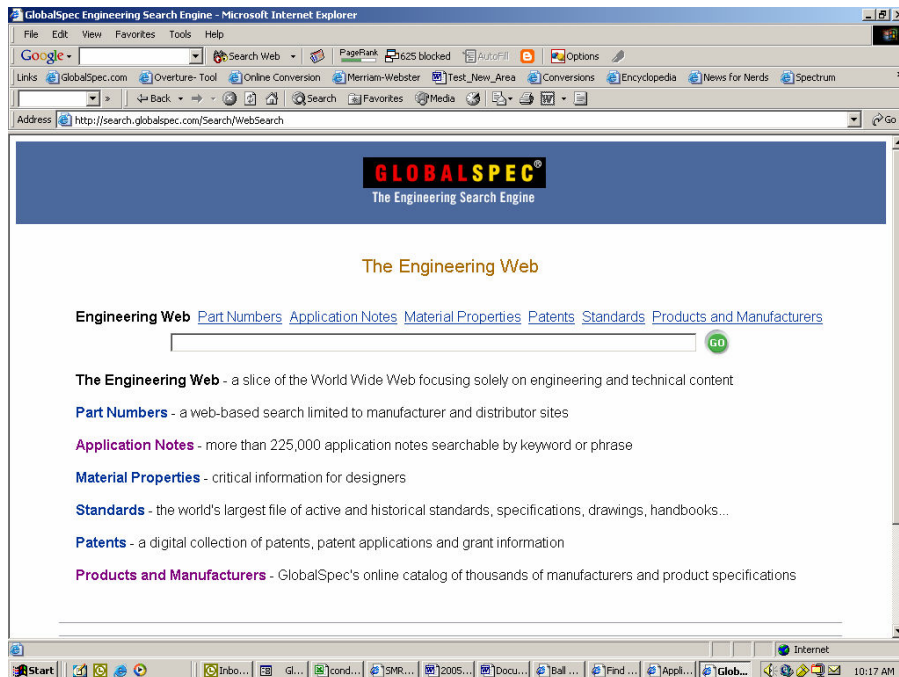 GlobalSpec Engineering Search Engine - Microsoft Internet Explorer
File Edit View Favorites Tools Help
Google Search Web PageRank 1625 blocked AutoFill Options
Links GlobalSpec.com Overture- Tool Online Conversion Merriam-Webster Test_New_Area Conversions Encyclopedia News for Nerds Spectrum
Back Search Favorites Media
Address http://search.globalspec.com/Search/WebSearch Go
GLOBALSPEC®
The Engineering Search Engine
The Engineering Web
Engineering Web Part Numbers Application Notes Material Properties Patents Standards Products and Manufacturers
GO
The Engineering Web - a slice of the World Wide Web focusing solely on engineering and technical content
Part Numbers - a web-based search limited to manufacturer and distributor sites
Application Notes - more than 225,000 application notes searchable by keyword or phrase
Material Properties - critical information for designers
Standards - the world's largest file of active and historical standards, specifications, drawings, handbooks...
Patents - a digital collection of patents, patent applications and grant information
Products and Manufacturers - GlobalSpec's online catalog of thousands of manufacturers and product specifications
Internet
Start Inbo... Gl... cond... SMR... 2005... Docu... Ball ... Find ... Appli... Glob... 10:17 AM